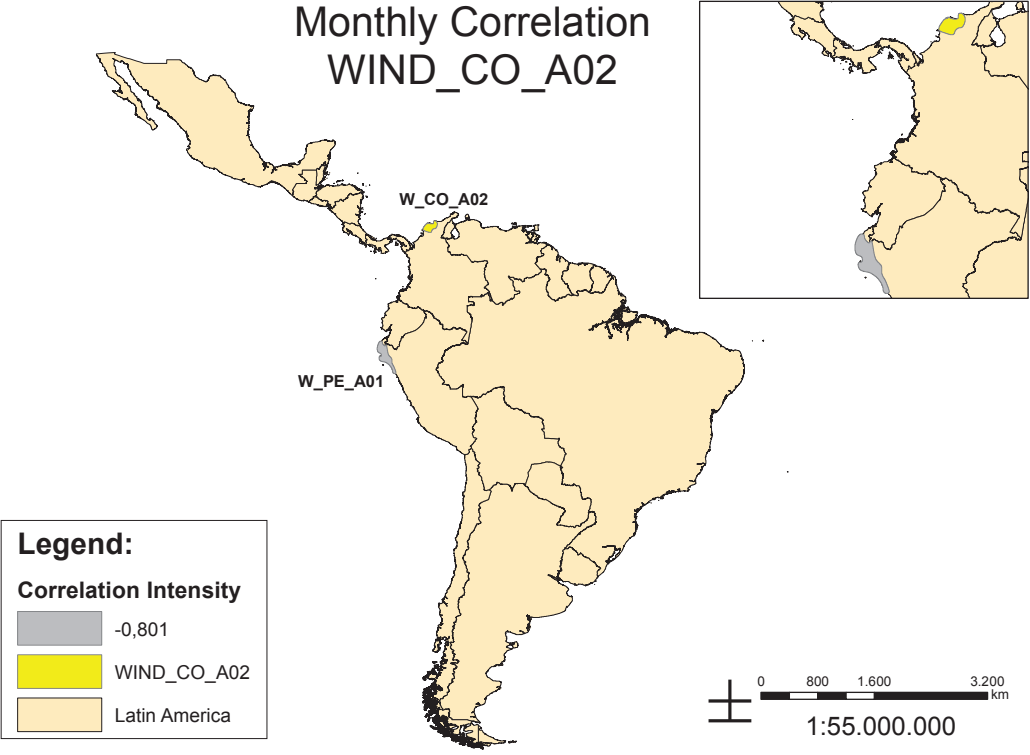 Monthly Correlation
WIND_CO_A02
W_CO_A02
W_PE_A01
Legend:
Correlation Intensity
-0,801
WIND_CO_A02
Latin America
0 800 1.600 3.200
km
1:55.000.000